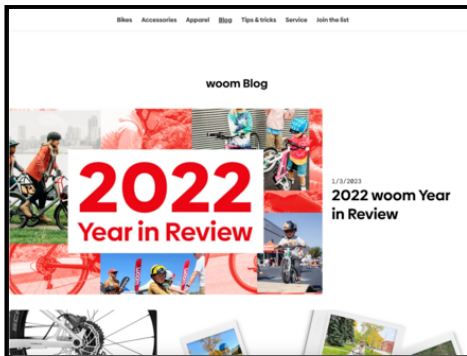 Bikes Accessories Apparel Blog Tips & tricks Service Join the list
woom Blog
2022
Year in Review
1/3/2023
2022 woom Year
in Review